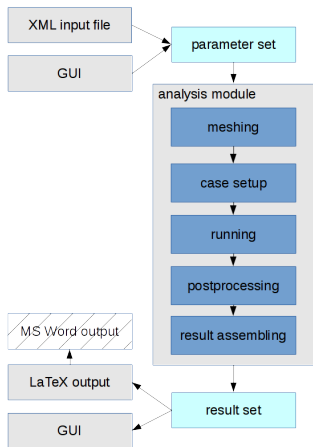 XML input file
GUI
parameter set
analysis module
meshing
case setup
running
postprocessing
result assembling
MS Word output
LaTeX output
GUI
result set